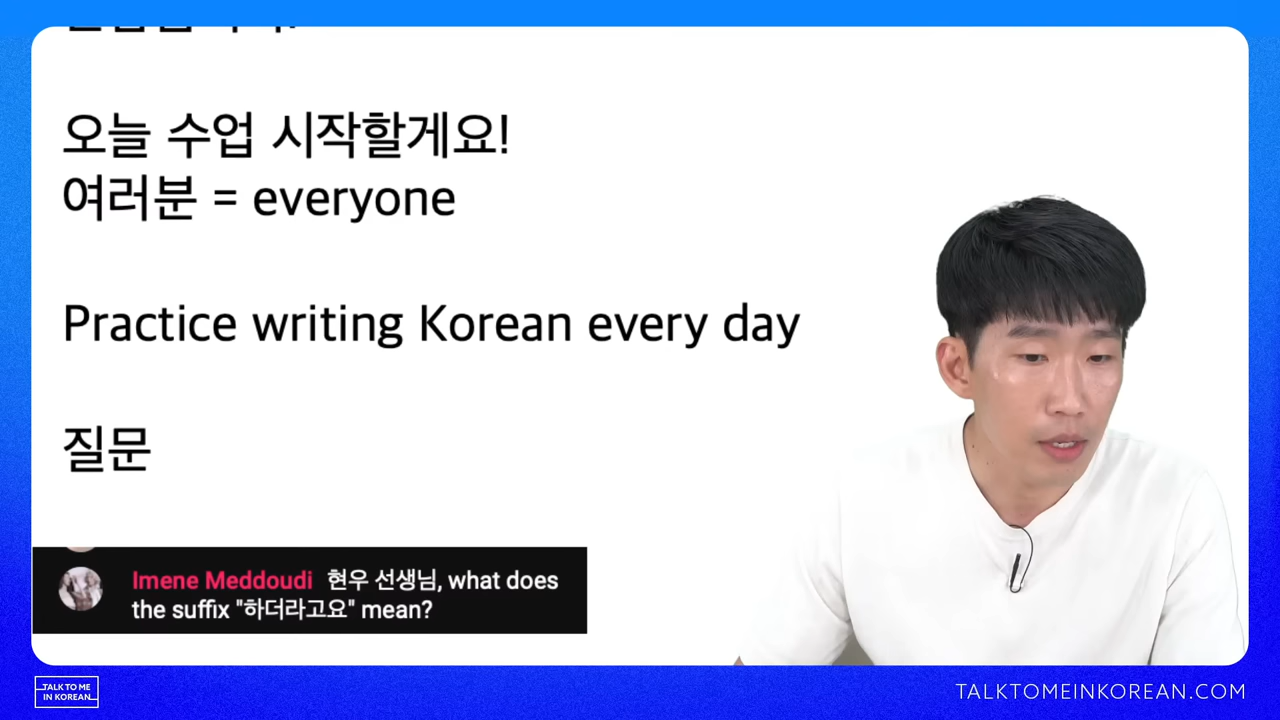 오늘 수업 시작할게요!
여러분 = everyone
Practice writing Korean every day
질문
Imene Meddoudi 현우 선생님, what does
the suffix "하더라고요" mean?
TALK TO ME
IN KOREAN
TALKTOMEINKOREAN.COM